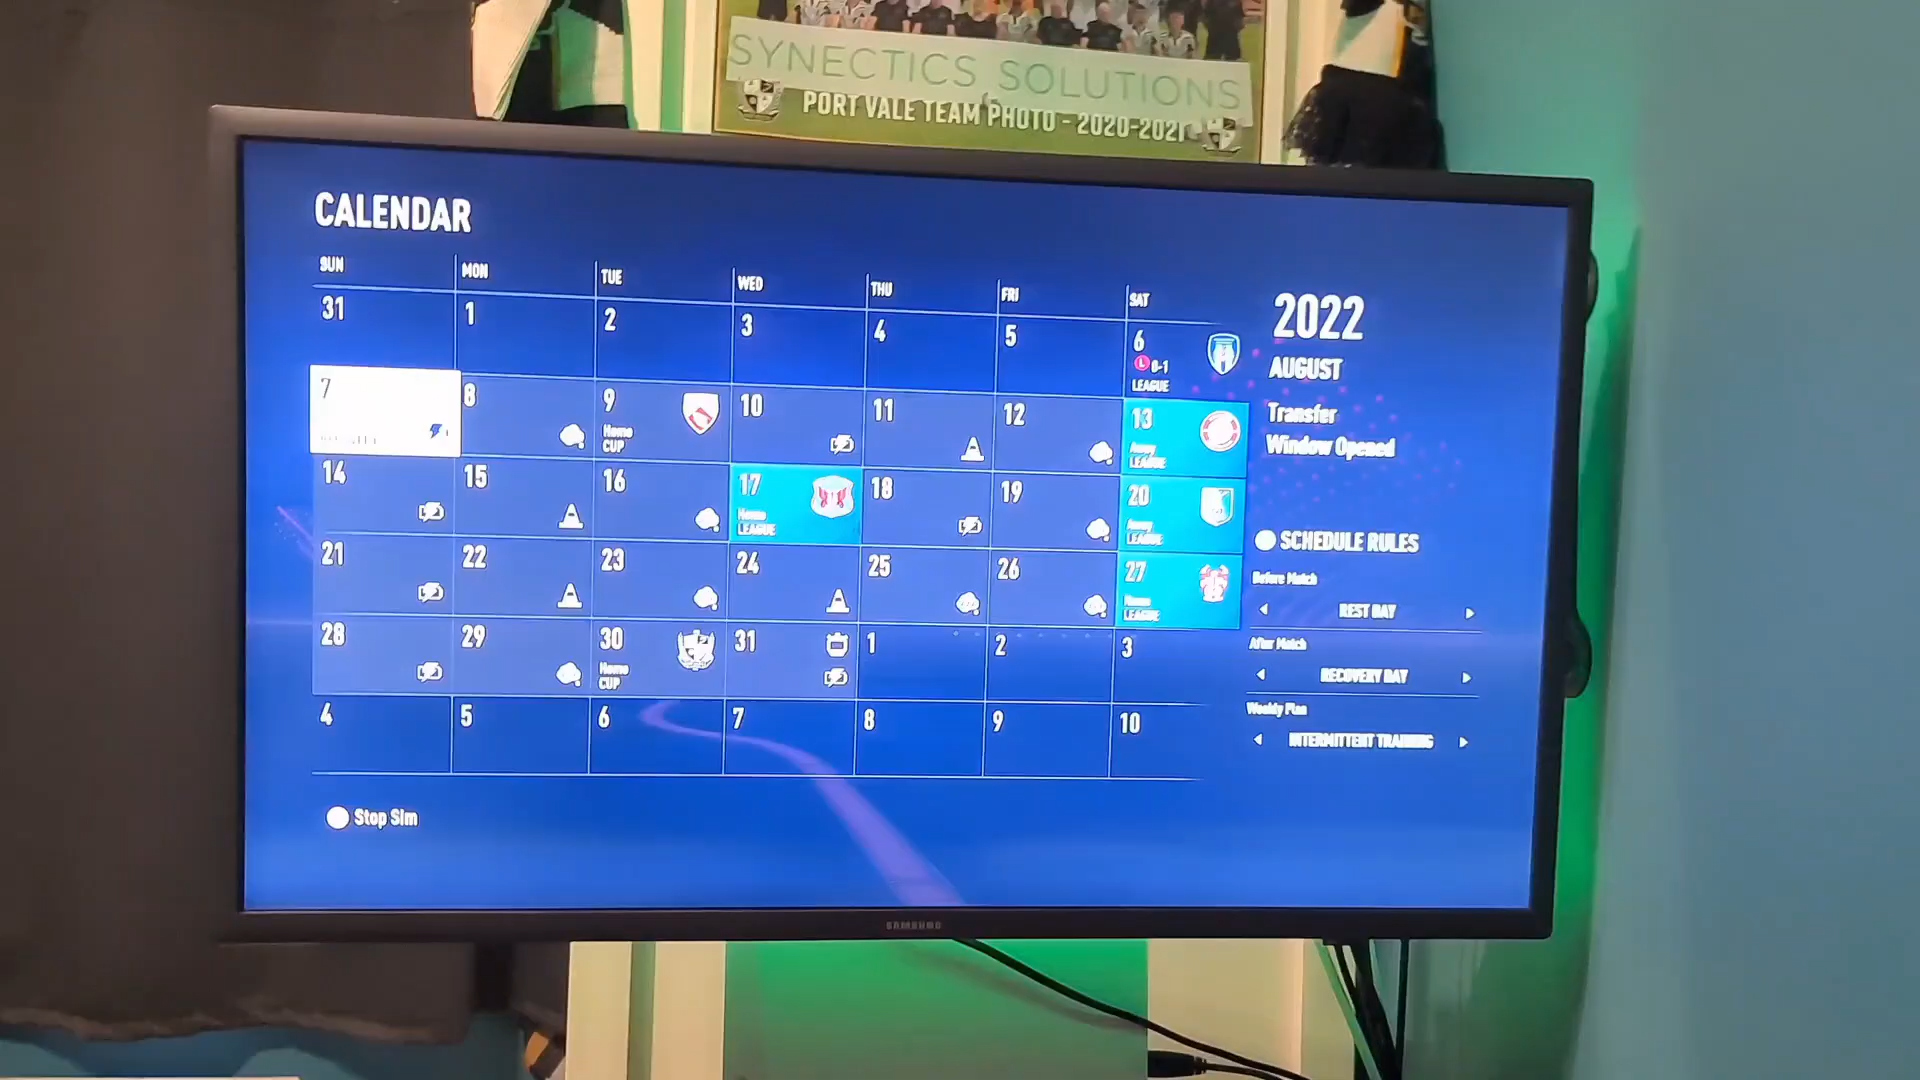 SYNECTICS SOLUTIONS
PORT VALE TEAM PHOTO - 2020-2021
CALENDAR
SUN MON TUE WED THU FRI SAT
31 1 2 3 4 5 6
L 0-1
LEAGUE
7 8 9 10 11 12 13
Home CUP
Away LEAGUE
14 15 16 17 18 19 20
Home LEAGUE
Away LEAGUE
21 22 23 24 25 26 27
Home LEAGUE
28 29 30 31 1 2 3
Home CUP
4 5 6 7 8 9 10
2022
AUGUST
Transfer
Window Opened
SCHEDULE RULES
Before Match
REST DAY
After Match
RECOVERY DAY
Weekly Plan
INTERMITTENT TRAINING
Stop Sim
SAMSUNG